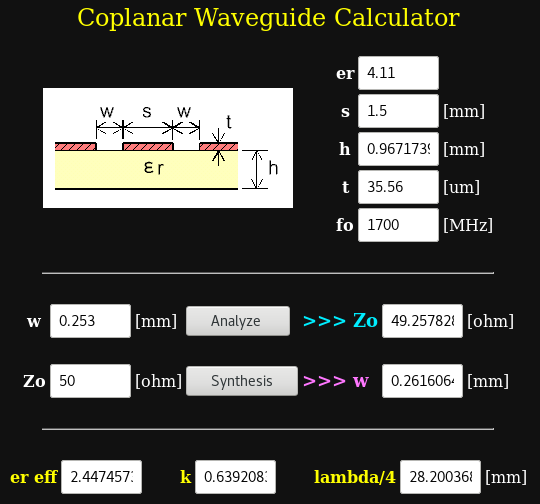 Coplanar Waveguide Calculator
er 4.11
s 1.5 [mm]
h 0.9671739 [mm]
t 35.56 [um]
fo 1700 [MHz]
w s w t
εr h
w 0.253 [mm] Analyze >>> Zo 49.257828 [ohm]
Zo 50 [ohm] Synthesis >>> w 0.2616064 [mm]
er eff 2.4474573 k 0.6392083 lambda/4 28.200368 [mm]